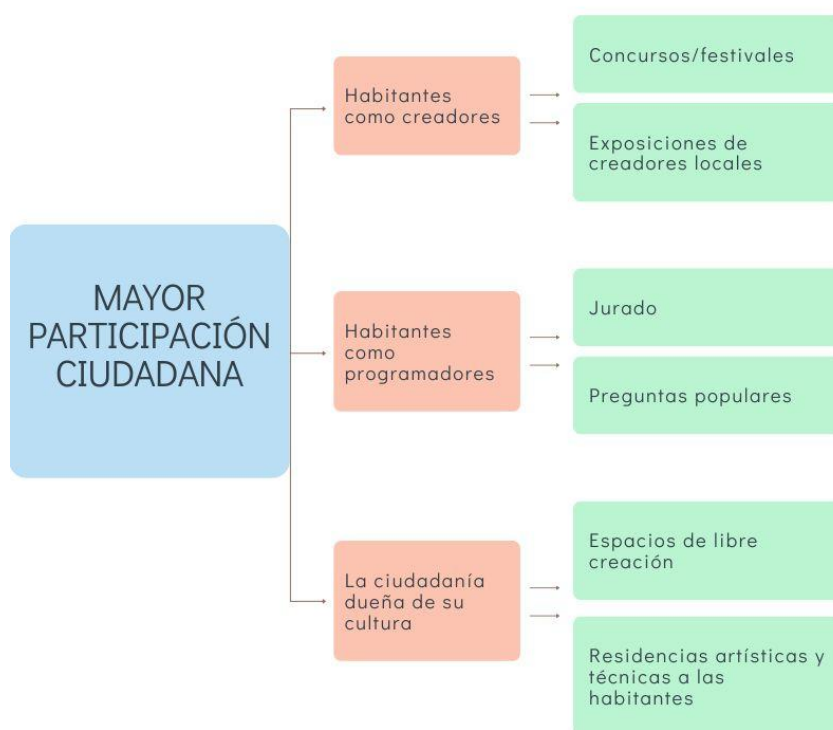 MAYOR
PARTICIPACIÓN
CIUDADANA
Habitantes
como creadores
Concursos/festivales
Exposiciones de
creadores locales
Habitantes
como
programadores
Jurado
Preguntas populares
La ciudadanía
dueña de su
cultura
Espacios de libre
creación
Residencias artísticas y
técnicas a las
habitantes